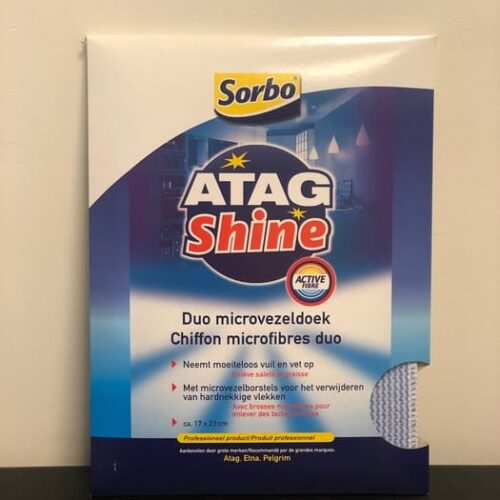 Sorbo
ATAG
Shine
ACTIVE
FIBRE
Duo microvezeldoek
Chiffon microfibres duo
Neemt moeiteloos vuil en vet op
Enlève saleté et graisse
Met microvezelborstels voor het verwijderen
van hardnekkige vlekken
Avec brosses pour
enlever des taches
ca. 17 x 23 cm
Professioneel product/Produit professionnel
Aanbevolen door grote merken/Recommandé par de grandes marques:
Atag, Etna, Pelgrim